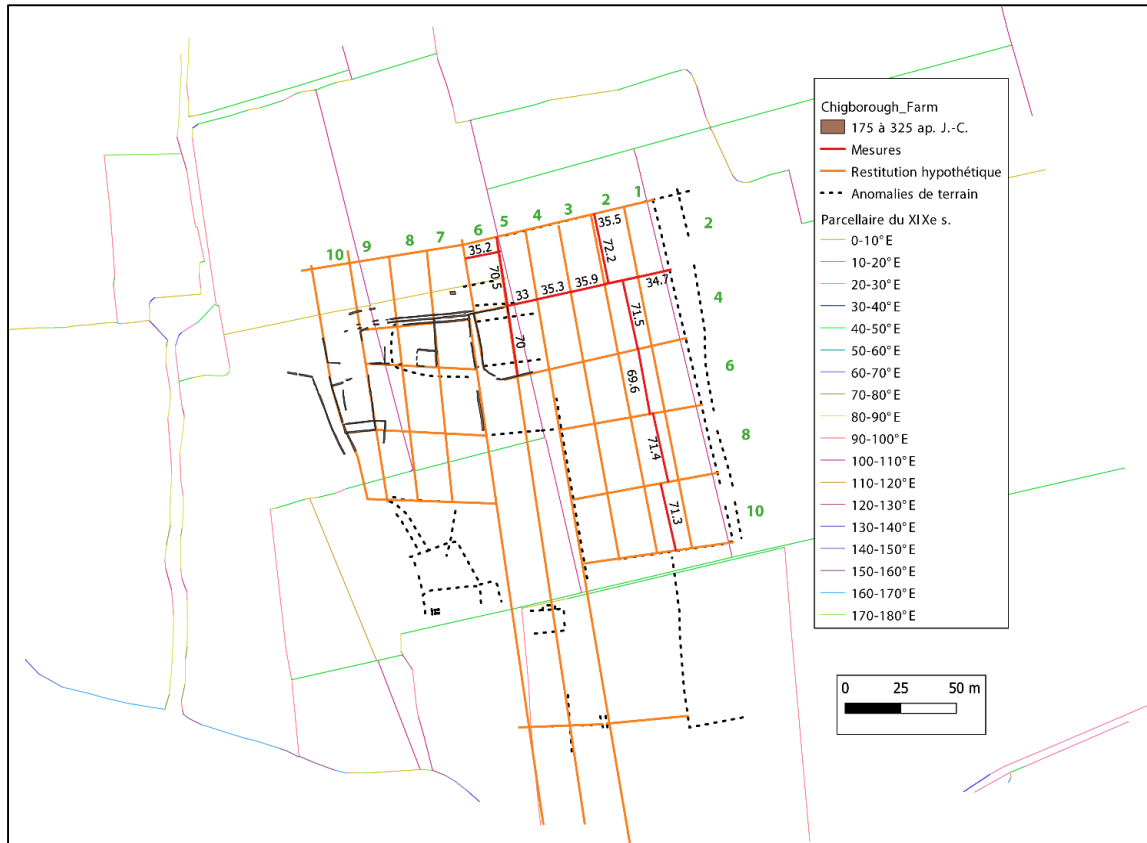 Chigborough_Farm
175 à 325 ap. J.-C.
Mesures
Restitution hypothétique
Anomalies de terrain
Parcellaire du XIXe s.
0-10°E
10-20°E
20-30°E
30-40°E
40-50°E
50-60°E
60-70°E
70-80°E
80-90°E
90-100°E
100-110°E
110-120°E
120-130°E
130-140°E
140-150°E
150-160°E
160-170°E
170-180°E
0 25 50 m
10 9 8 7 6 5 4 3 2 1
2
4
6
8
10
35.2
70.5
33
35.3
35.9
34.7
35.5
72.2
71.5
70
69.6
71.4
71.3